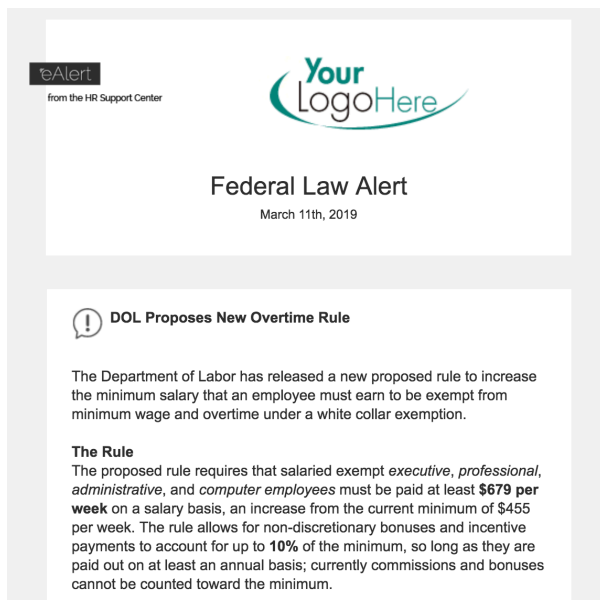 eAlert
from the HR Support Center
Your
LogoHere
Federal Law Alert
March 11th, 2019
! DOL Proposes New Overtime Rule
The Department of Labor has released a new proposed rule to increase
the minimum salary that an employee must earn to be exempt from
minimum wage and overtime under a white collar exemption.
The Rule
The proposed rule requires that salaried exempt executive, professional,
administrative, and computer employees must be paid at least $679 per
week on a salary basis, an increase from the current minimum of $455
per week. The rule allows for non-discretionary bonuses and incentive
payments to account for up to 10% of the minimum, so long as they are
paid out on at least an annual basis; currently commissions and bonuses
cannot be counted toward the minimum.